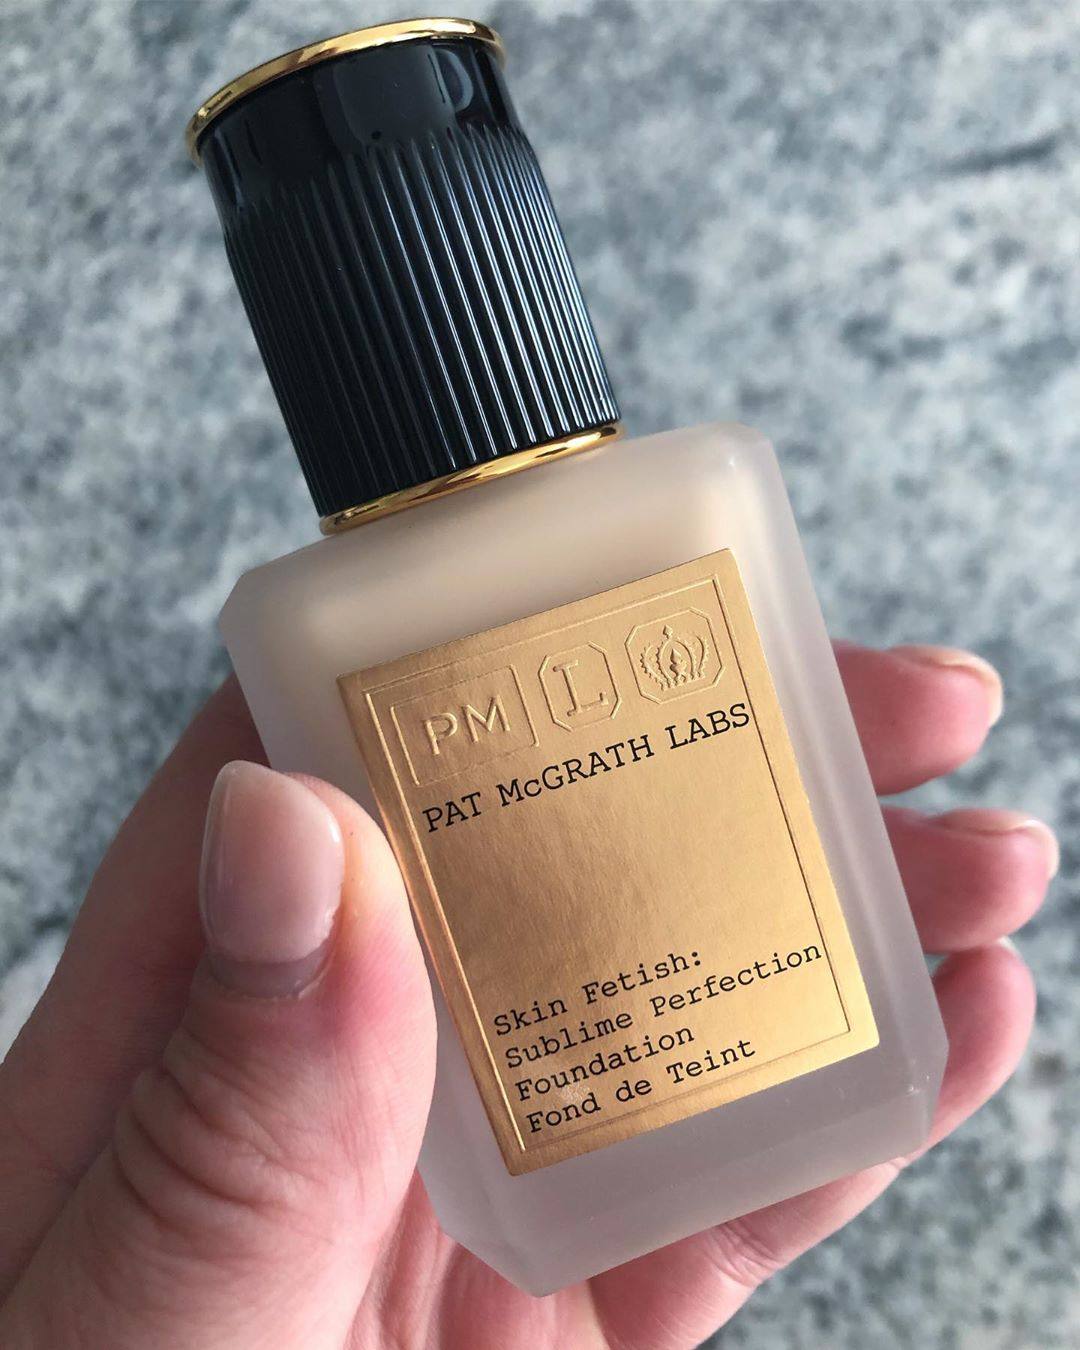 PM L
PAT McGRATH LABS
Skin Fetish:
Sublime Perfection
Foundation
Fond de Teint